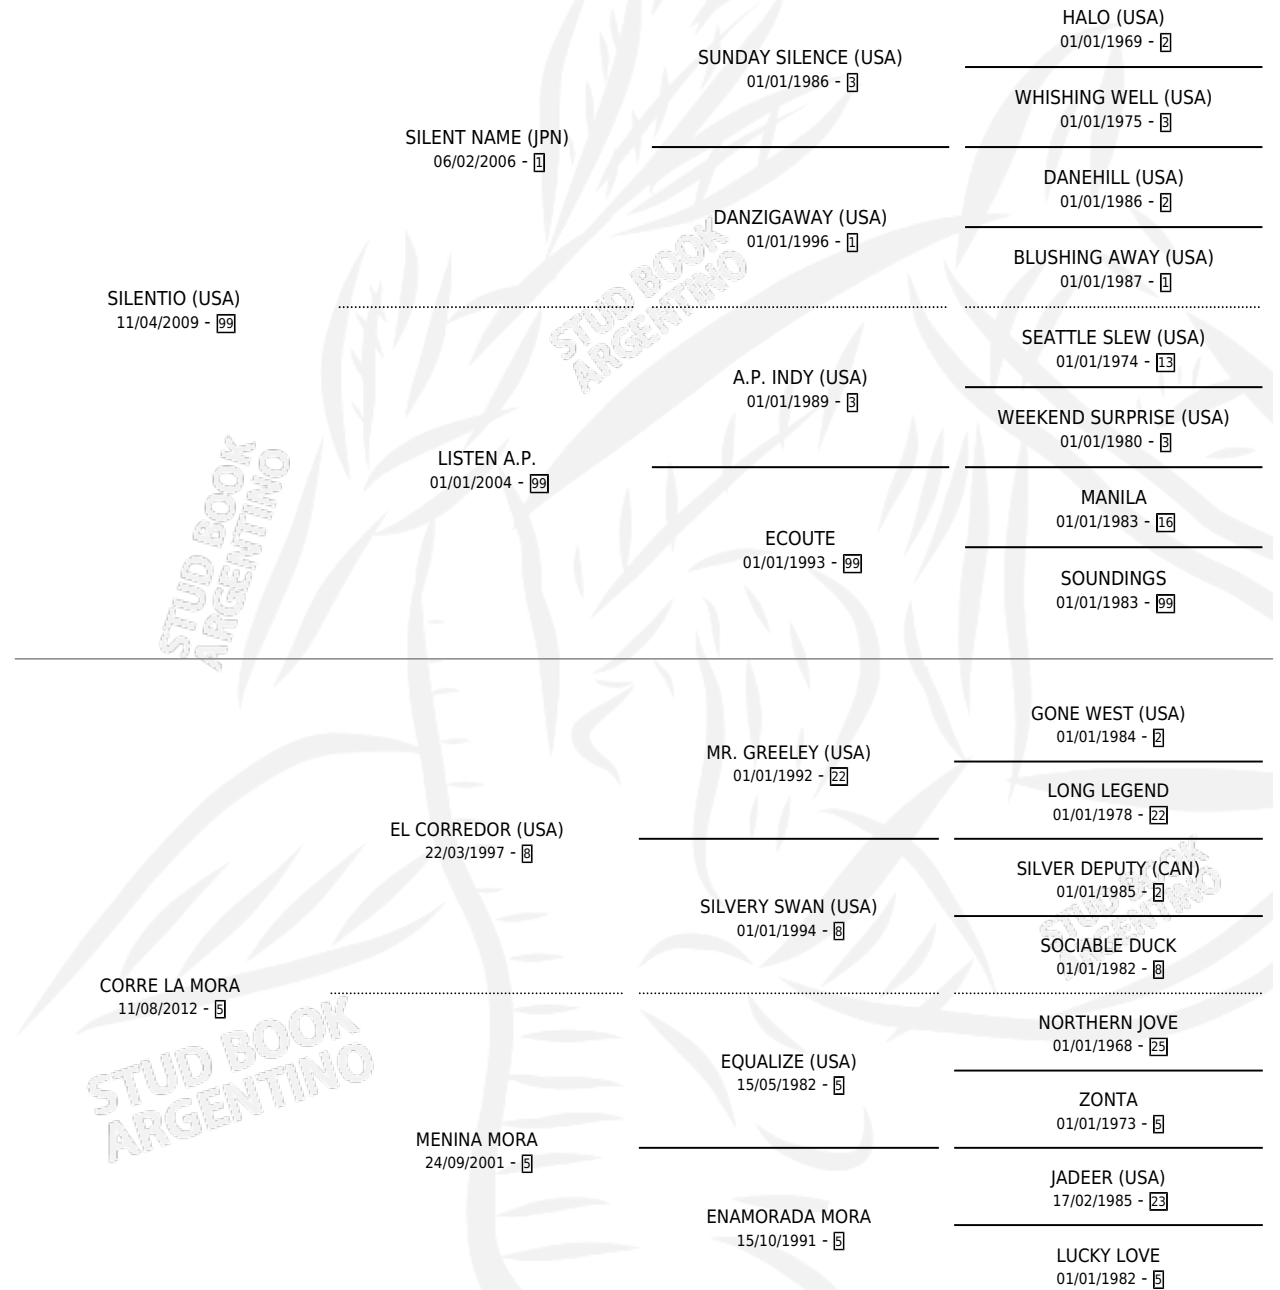 HALO (USA)
01/01/1969 - 2
SUNDAY SILENCE (USA)
01/01/1986 - 3
WHISHING WELL (USA)
01/01/1975 - 3
SILENT NAME (JPN)
06/02/2006 - 1
DANEHILL (USA)
01/01/1986 - 2
DANZIGAWAY (USA)
01/01/1996 - 1
BLUSHING AWAY (USA)
01/01/1987 - 1
SILENTIO (USA)
11/04/2009 - 99
STUD BOOK
ARGENTINO
SEATTLE SLEW (USA)
01/01/1974 - 13
A.P. INDY (USA)
01/01/1989 - 3
WEEKEND SURPRISE (USA)
01/01/1980 - 3
LISTEN A.P.
01/01/2004 - 99
MANILA
01/01/1983 - 16
ECOUTE
01/01/1993 - 99
SOUNDINGS
01/01/1983 - 99
STUD BOOK
ARGENTINO
GONE WEST (USA)
01/01/1984 - 2
MR. GREELEY (USA)
01/01/1992 - 22
LONG LEGEND
01/01/1978 - 22
EL CORREDOR (USA)
22/03/1997 - 8
SILVER DEPUTY (CAN)
01/01/1985 - 2
SILVERY SWAN (USA)
01/01/1994 - 8
STUD BOOK
ARGENTINO
SOCIABLE DUCK
01/01/1982 - 8
CORRE LA MORA
11/08/2012 - 5
NORTHERN JOVE
01/01/1968 - 25
EQUALIZE (USA)
15/05/1982 - 5
STUD BOOK
ARGENTINO
ZONTA
01/01/1973 - 5
MENINA MORA
24/09/2001 - 5
JADEER (USA)
17/02/1985 - 23
ENAMORADA MORA
15/10/1991 - 5
LUCKY LOVE
01/01/1982 - 5